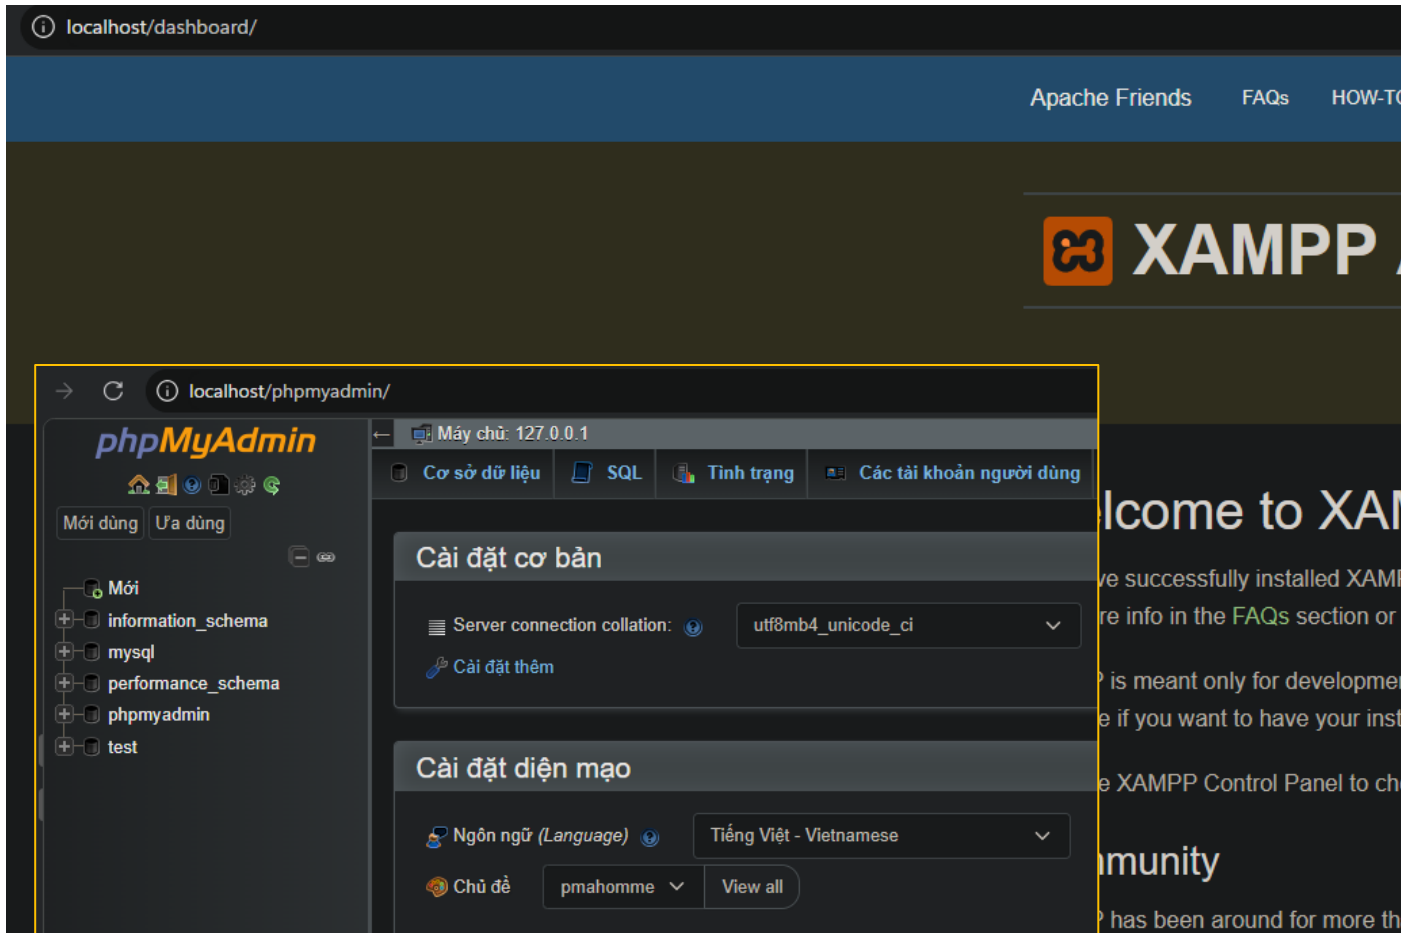 localhost/dashboard/
Apache Friends FAQs HOW-TO
XAMPP
localhost/phpmyadmin/
phpMyAdmin
Mới dùng Ưa dùng
Mới
information_schema
mysql
performance_schema
phpmyadmin
test
Máy chủ: 127.0.0.1
Cơ sở dữ liệu SQL Tình trạng Các tài khoản người dùng
Cài đặt cơ bản
Server connection collation: utf8mb4_unicode_ci
Cài đặt thêm
Cài đặt diện mạo
Ngôn ngữ (Language) Tiếng Việt - Vietnamese
Chủ đề pmahomme View all
lcome to XAM
ve successfully installed XAMP
re info in the FAQs section or
P is meant only for developmen
e if you want to have your inst
e XAMPP Control Panel to che
munity
P has been around for more th